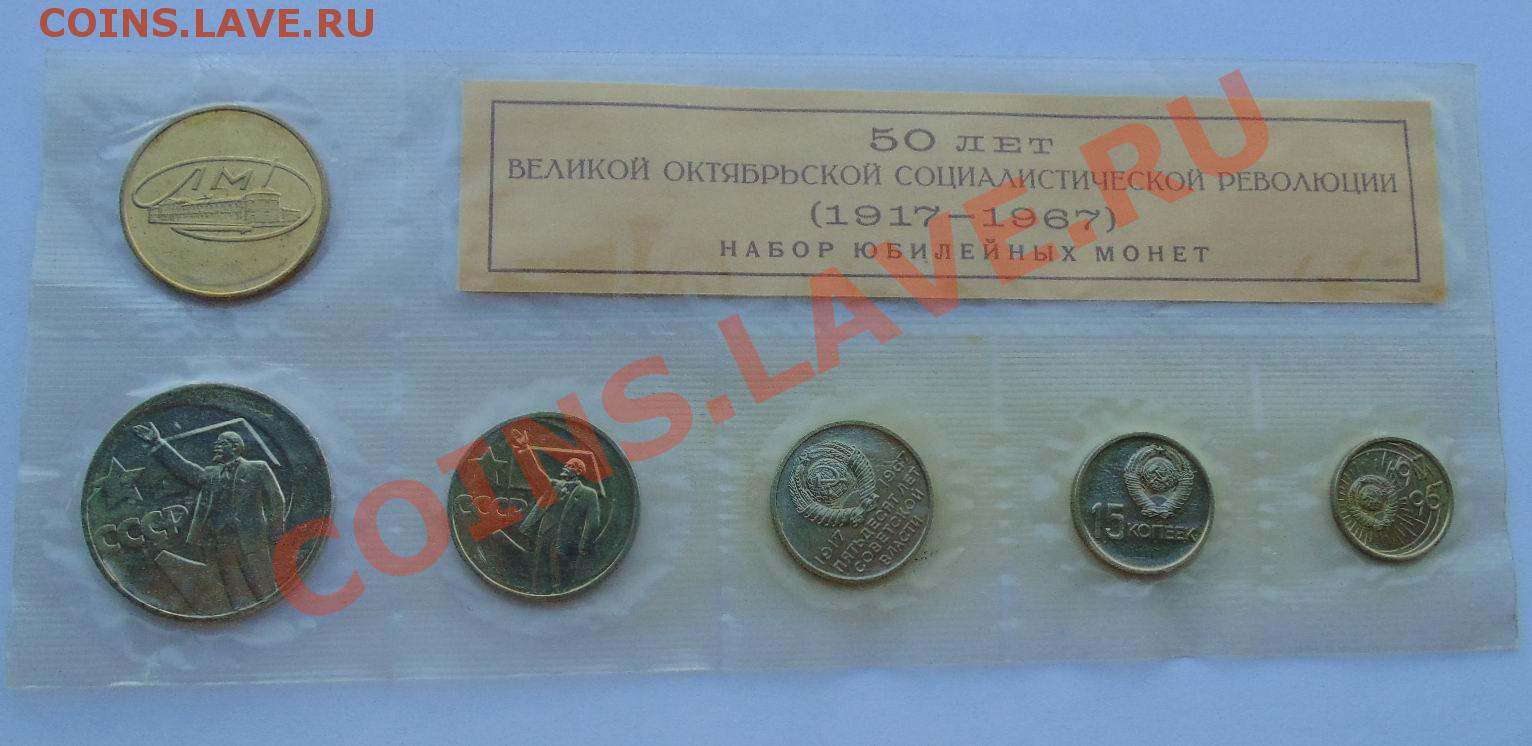 COINS.LAVE.RU
50 ЛЕТ
ВЕЛИКОЙ ОКТЯБРЬСКОЙ СОЦИАЛИСТИЧЕСКОЙ РЕВОЛЮЦИИ
(1917–1967)
НАБОР ЮБИЛЕЙНЫХ МОНЕТ
COINS.LAVE.RU
ЛМД
СССР
СССР
1917 1967
ПЯТЬДЕСЯТ ЛЕТ
СОВЕТСКОЙ
ВЛАСТИ
15 КОПЕЕК